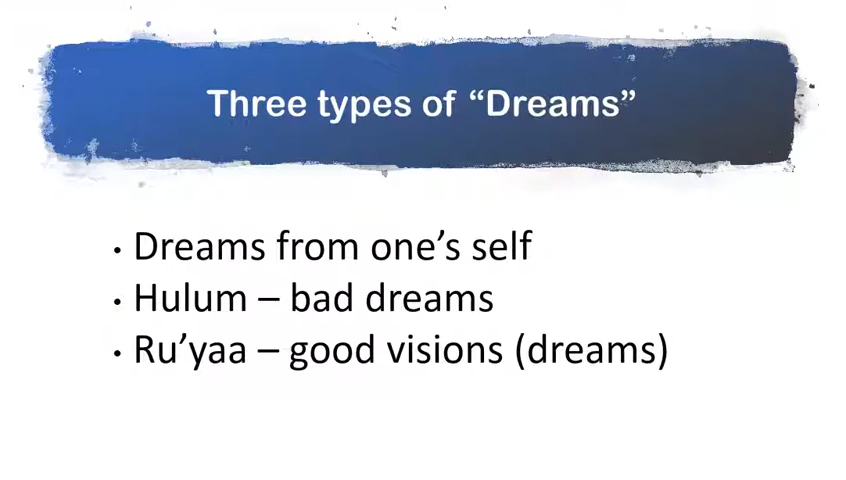 Three types of “Dreams”
• Dreams from one’s self
• Hulum – bad dreams
• Ru’yaa – good visions (dreams)